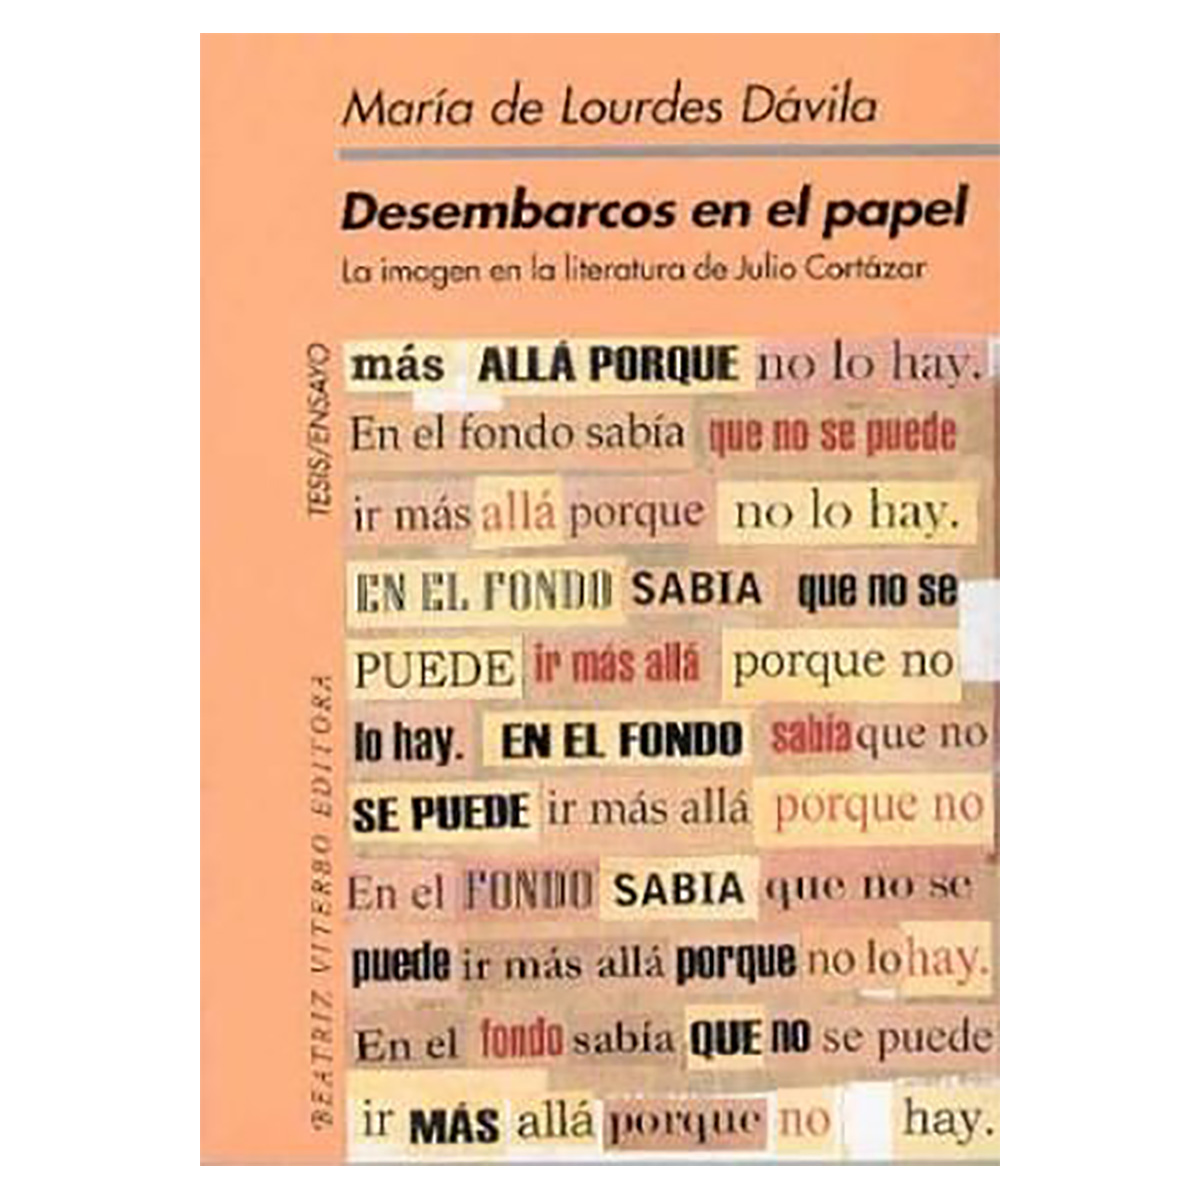 María de Lourdes Dávila
Desembarcos en el papel
La imagen en la literatura de Julio Cortázar
TESIS/ENSAYO
BEATRIZ VITERBO EDITORA
más ALLÁ PORQUE no lo hay.
En el fondo sabía que no se puede
ir más allá porque no lo hay.
EN EL FONDO SABIA que no se
PUEDE ir más allá porque no
lo hay. EN EL FONDO sabía que no
SE PUEDE ir más allá porque no
En el FONDO SABIA que no se
puede ir más allá porque no lo hay.
En el fondo sabía QUE NO se puede
ir MÁS allá porque no hay.